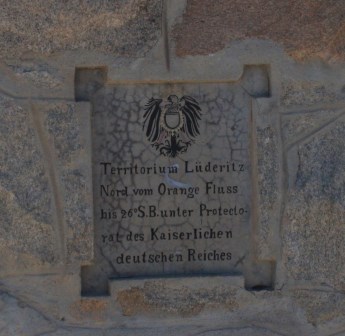 Territorium Lüderitz
Nord vom Orange Fluss
bis 26°S.B. unter Protecto-
rat des Kaiserlichen
deutschen Reiches